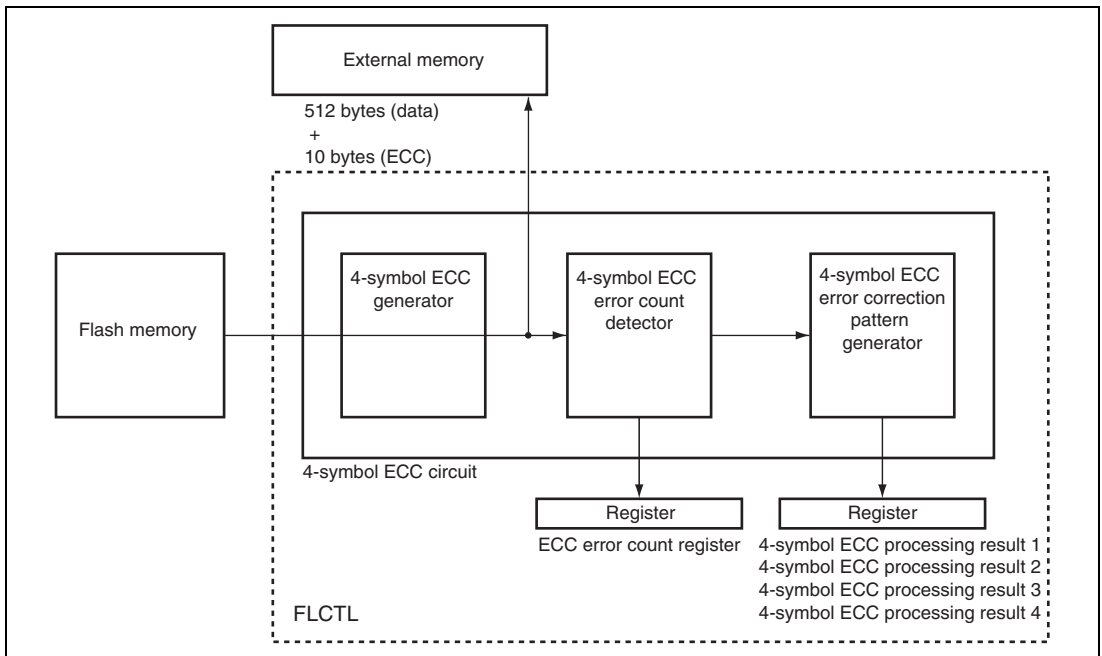 External memory
512 bytes (data)
+
10 bytes (ECC)
Flash memory
4-symbol ECC
generator
4-symbol ECC
error count
detector
4-symbol ECC
error correction
pattern
generator
4-symbol ECC circuit
Register
ECC error count register
Register
4-symbol ECC processing result 1
4-symbol ECC processing result 2
4-symbol ECC processing result 3
4-symbol ECC processing result 4
FLCTL